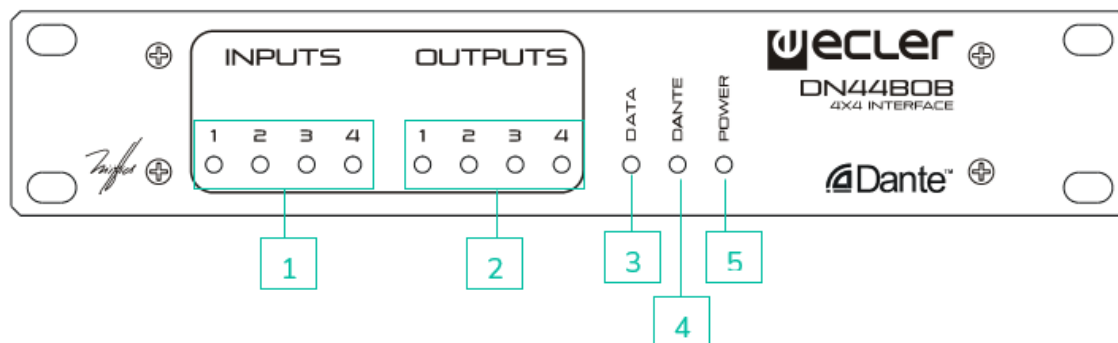 INPUTS
OUTPUTS
1 2 3 4
1 2 3 4
DATA
DANTE
POWER
ecler
DN44BOB
4X4 INTERFACE
Dante™
1
2
3
4
5